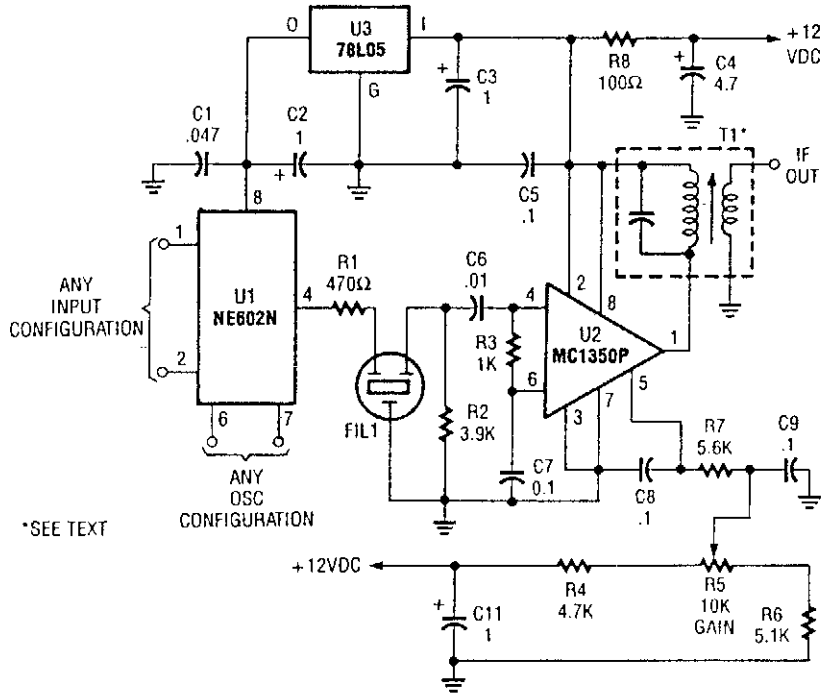 O
U3
78L05
I
G
+12
VDC
R8
100Ω
C4
4.7
+
C3
1
+
C1
.047
C2
1
+
C5
.1
T1*
IF
OUT
8
1
2
ANY
INPUT
CONFIGURATION
U1
NE602N
4
6
7
ANY
OSC
CONFIGURATION
R1
470Ω
FIL1
C6
.01
R3
1K
R2
3.9K
C7
0.1
4
6
2
8
U2
MC1350P
1
5
7
3
C8
.1
R7
5.6K
C9
.1
*SEE TEXT
+12VDC
+
C11
1
R4
4.7K
R5
10K
GAIN
R6
5.1K